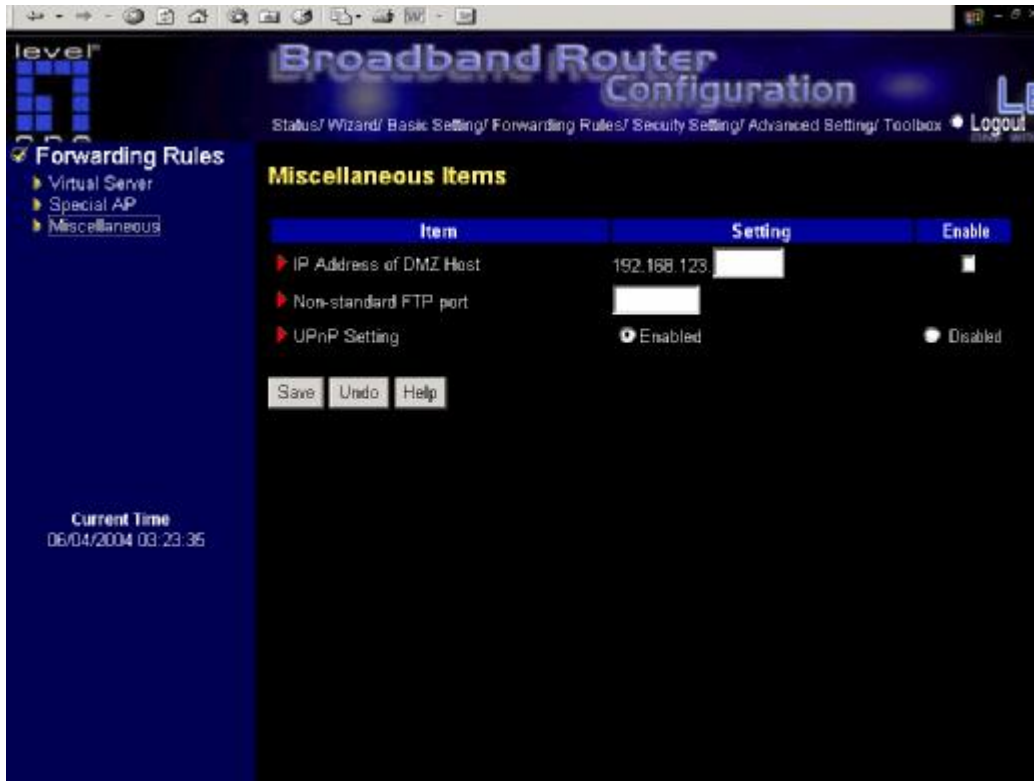 level
one
Broadband Router
Configuration
Status/ Wizard/ Basic Setting/ Forwarding Rules/ Secuity Setting/ Advanced Setting/ Toolbox Logout
Forwarding Rules
Virtual Server
Special AP
Miscellaneous
Miscellaneous Items
Item Setting Enable
IP Address of DMZ Host 192.168.123.
Non-standard FTP port
UPnP Setting Enabled Disabled
Save Undo Help
Current Time
06/04/2004 03:23:35